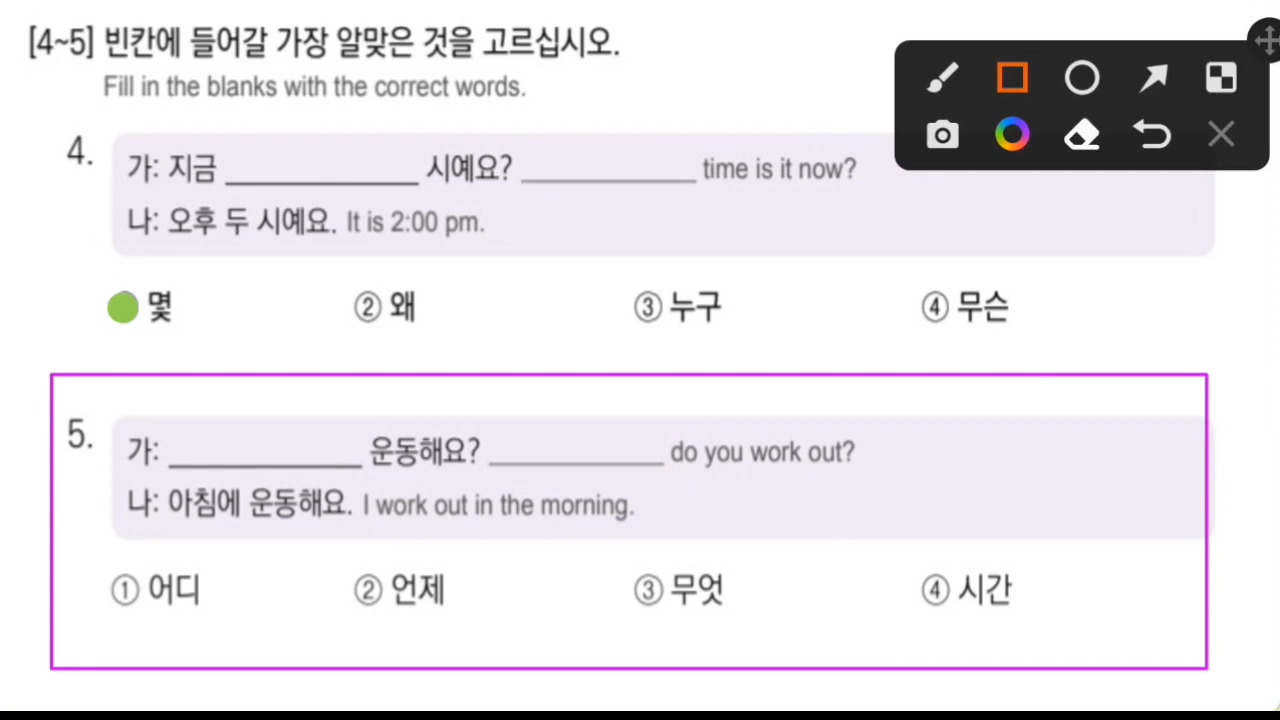 [4~5] 빈칸에 들어갈 가장 알맞은 것을 고르십시오.
Fill in the blanks with the correct words.
4. 가: 지금 ____________ 시예요? ____________ time is it now?
나: 오후 두 시예요. It is 2:00 pm.
몇 ② 왜 ③ 누구 ④ 무슨
5. 가: ____________ 운동해요? ____________ do you work out?
나: 아침에 운동해요. I work out in the morning.
① 어디 ② 언제 ③ 무엇 ④ 시간